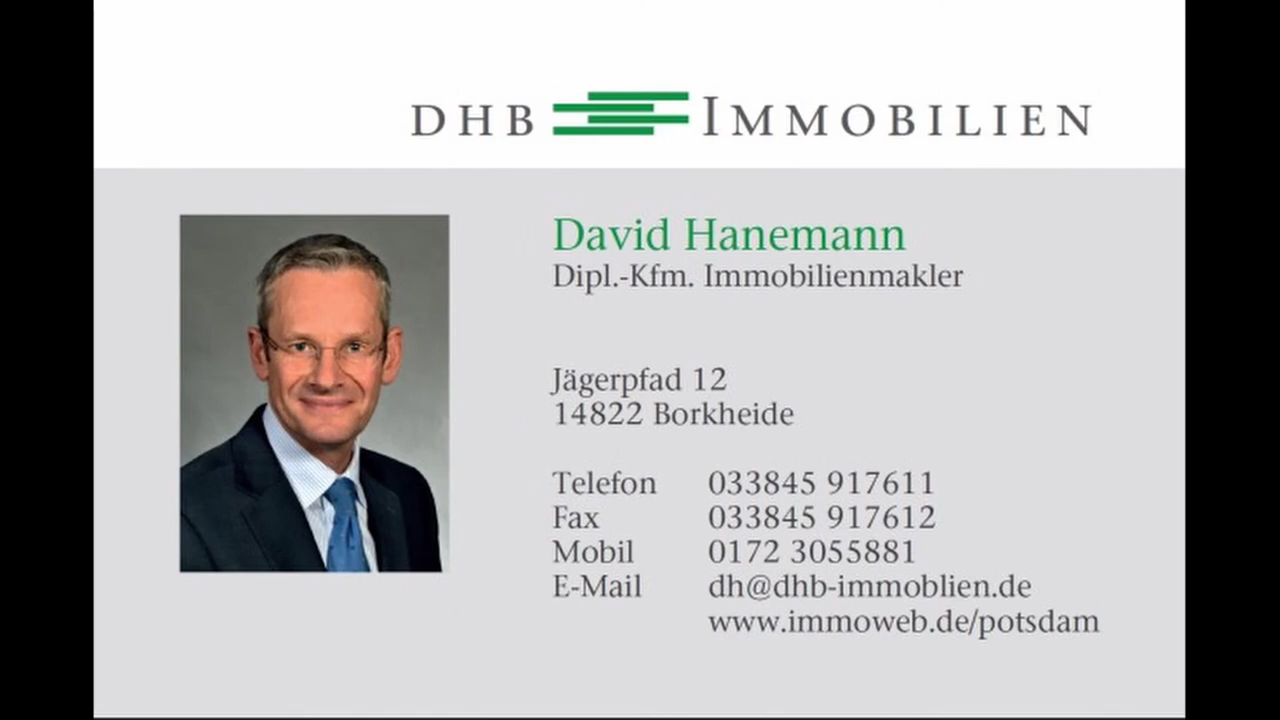 DHB IMMOBILIEN
David Hanemann
Dipl.-Kfm. Immobilienmakler
Jägerpfad 12
14822 Borkheide
Telefon 033845 917611
Fax 033845 917612
Mobil 0172 3055881
E-Mail dh@dhb-immoblien.de
www.immoweb.de/potsdam